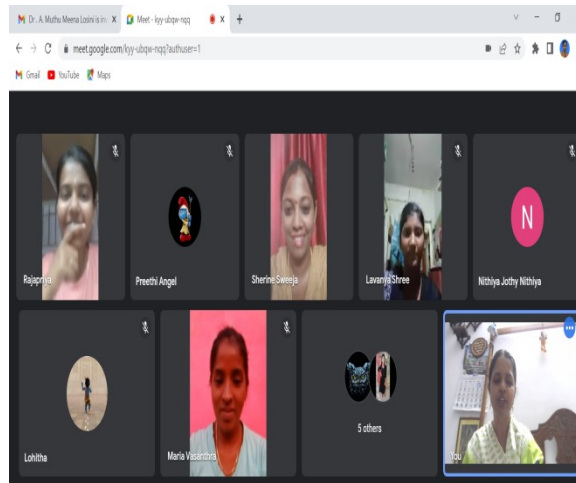 Dr. A. Muthu Meena Losini is in
Meet - kyy-ubqw-nqq
meet.google.com/kyy-ubqw-nqq?authuser=1
Gmail YouTube Maps
Rajapriya
Preethi Angel
Sherine Sweeja
Lavanya Shree
N
Nithiya Jothy Nithiya
Lohitha
Maria Vasanthra
5 others
You